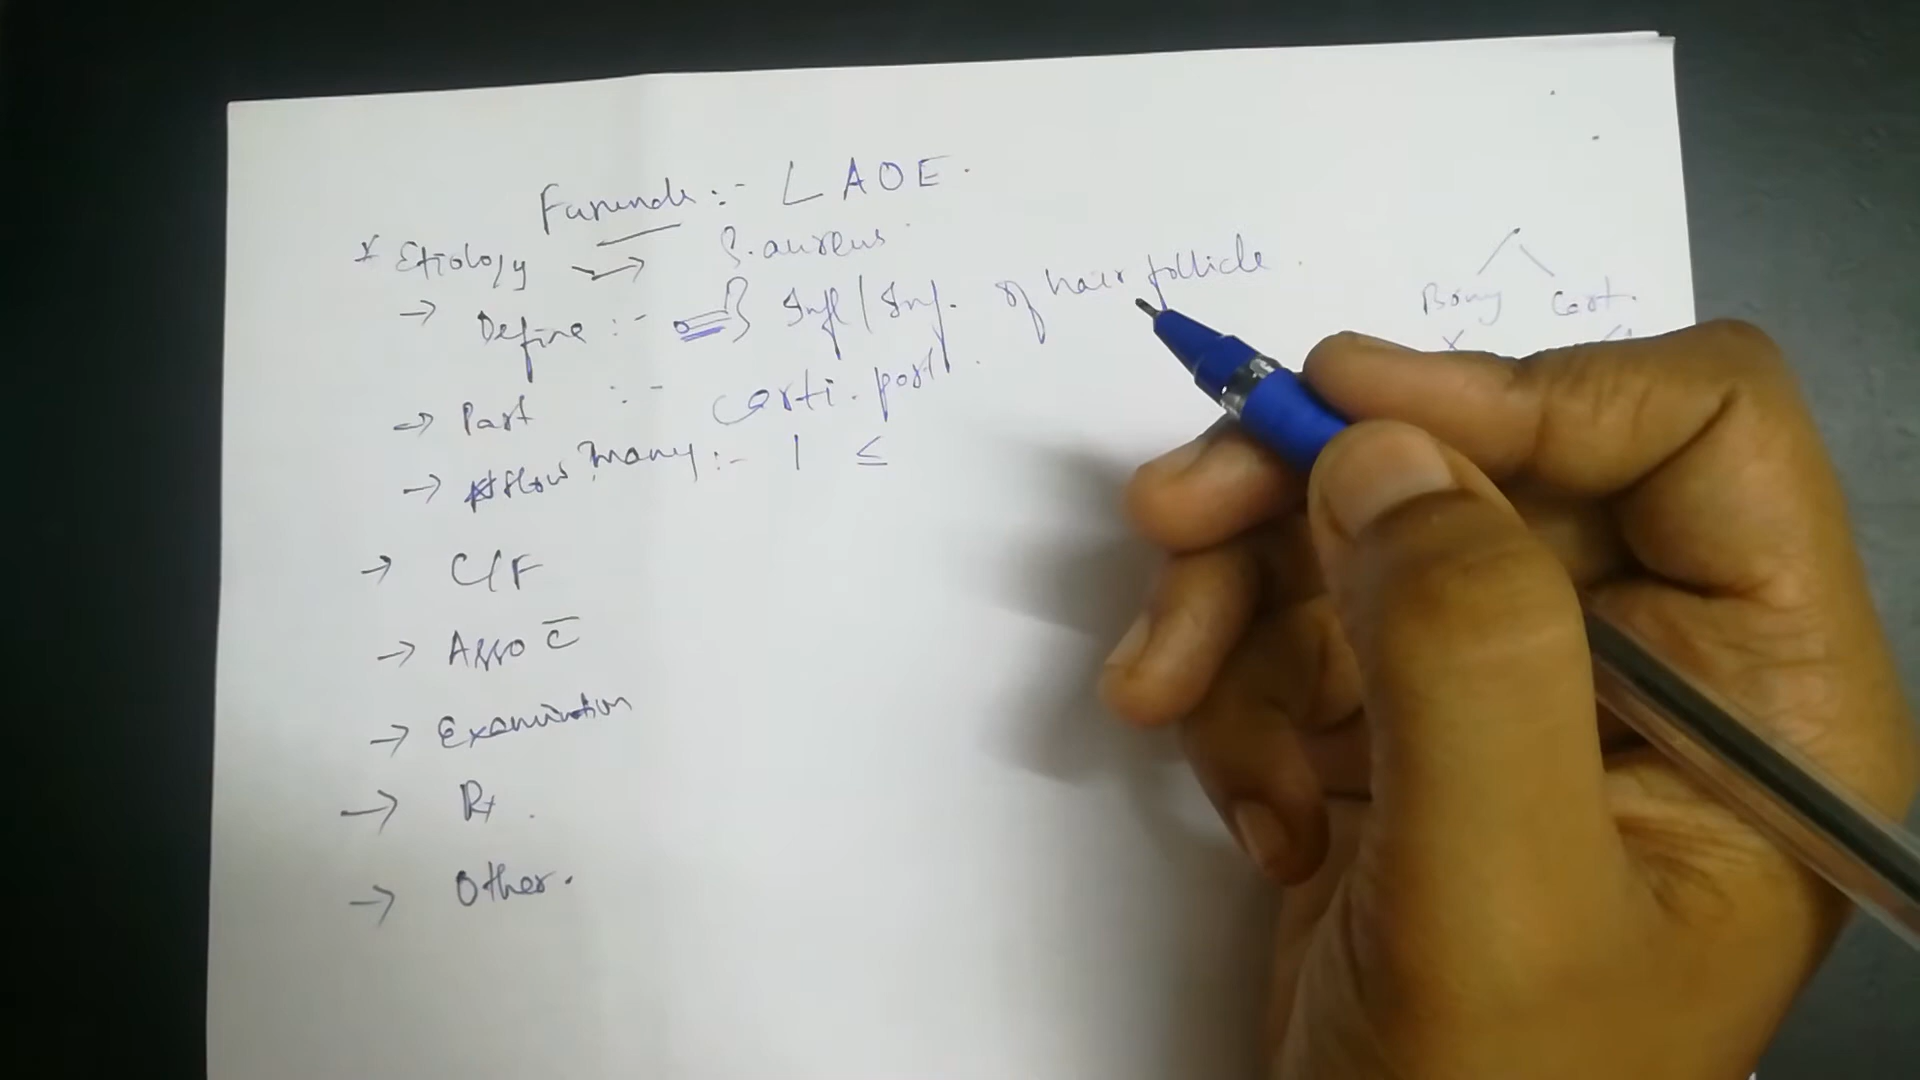 Furuncle :- LAOE.
* Etiology → S. aureus
→ Define :- Infl / Inf. of hair follicle.
Bony Cart.
→ Part :- Carti. part.
→ How many :- 1 ≤
→ C/F
→ Asso c̄
→ Examination
→ Rx.
→ Other.